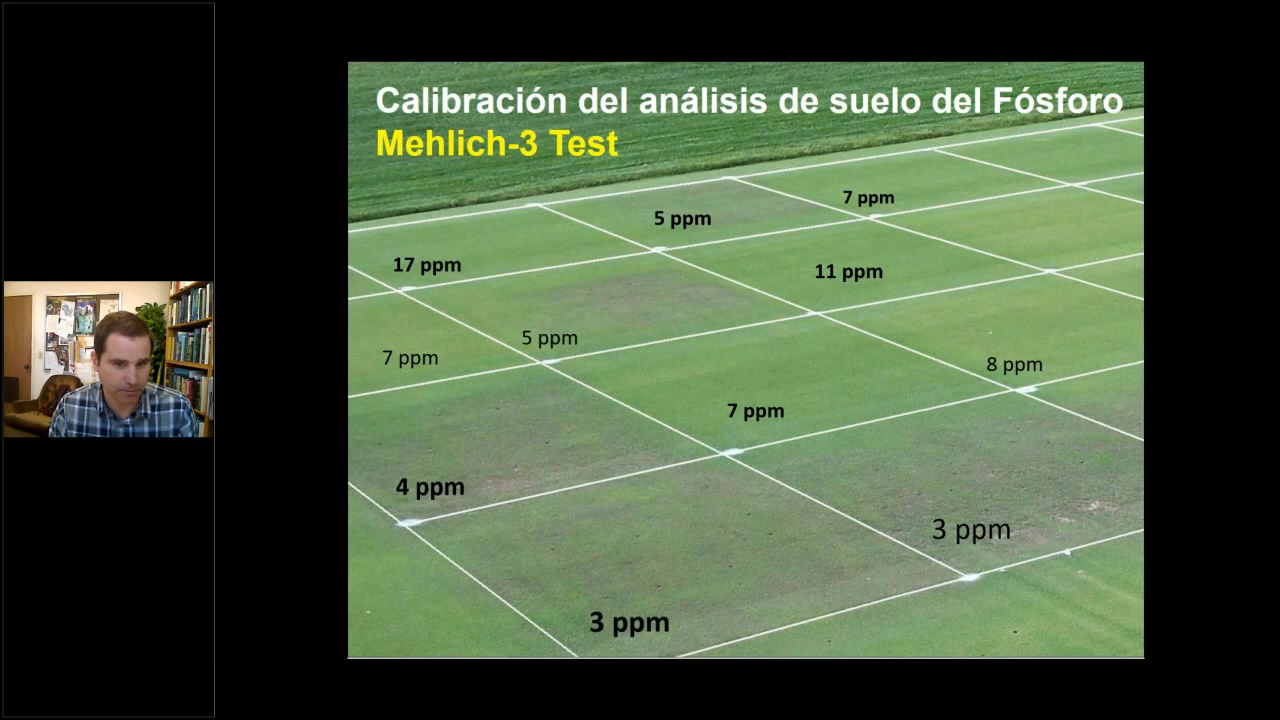 Calibración del análisis de suelo del Fósforo
Mehlich-3 Test
7 ppm
5 ppm
17 ppm
11 ppm
5 ppm
7 ppm
8 ppm
7 ppm
4 ppm
3 ppm
3 ppm